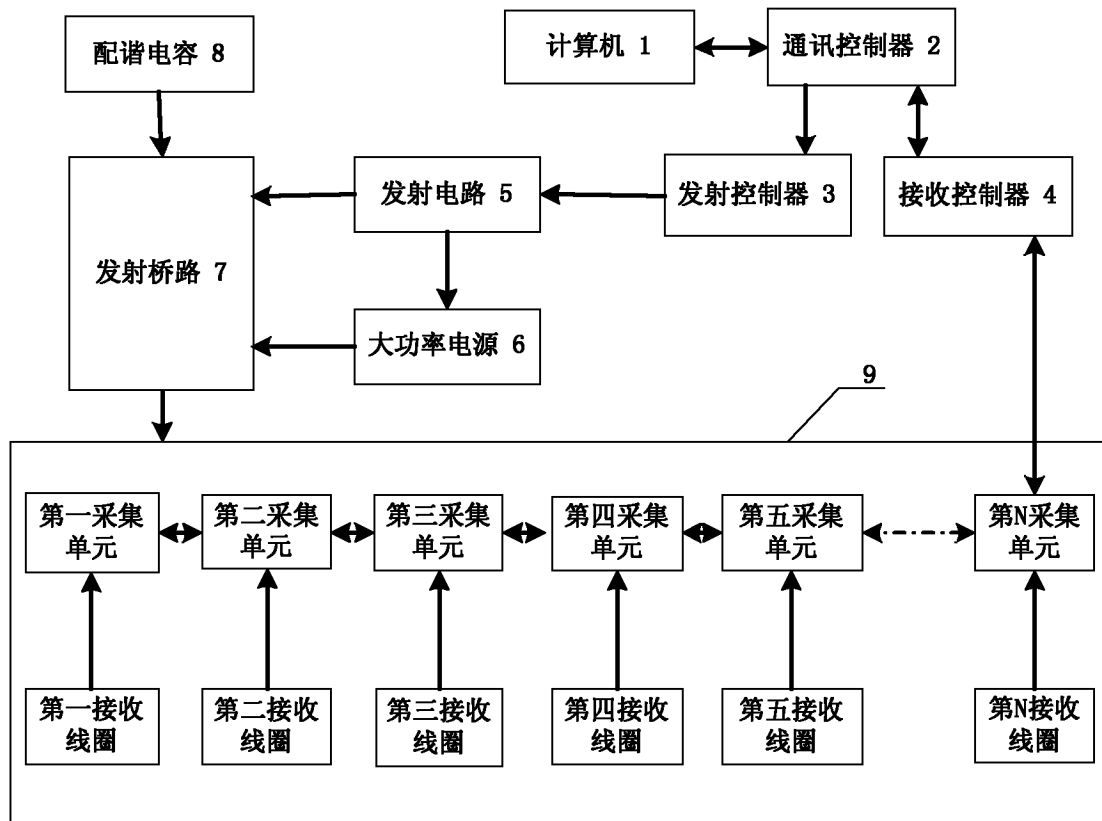 配谐电容 8
计算机 1
通讯控制器 2
发射电路 5
发射控制器 3
接收控制器 4
发射桥路 7
大功率电源 6
9
第一采集
单元
第二采集
单元
第三采集
单元
第四采集
单元
第五采集
单元
第N采集
单元
第一接收
线圈
第二接收
线圈
第三接收
线圈
第四接收
线圈
第五接收
线圈
第N接收
线圈